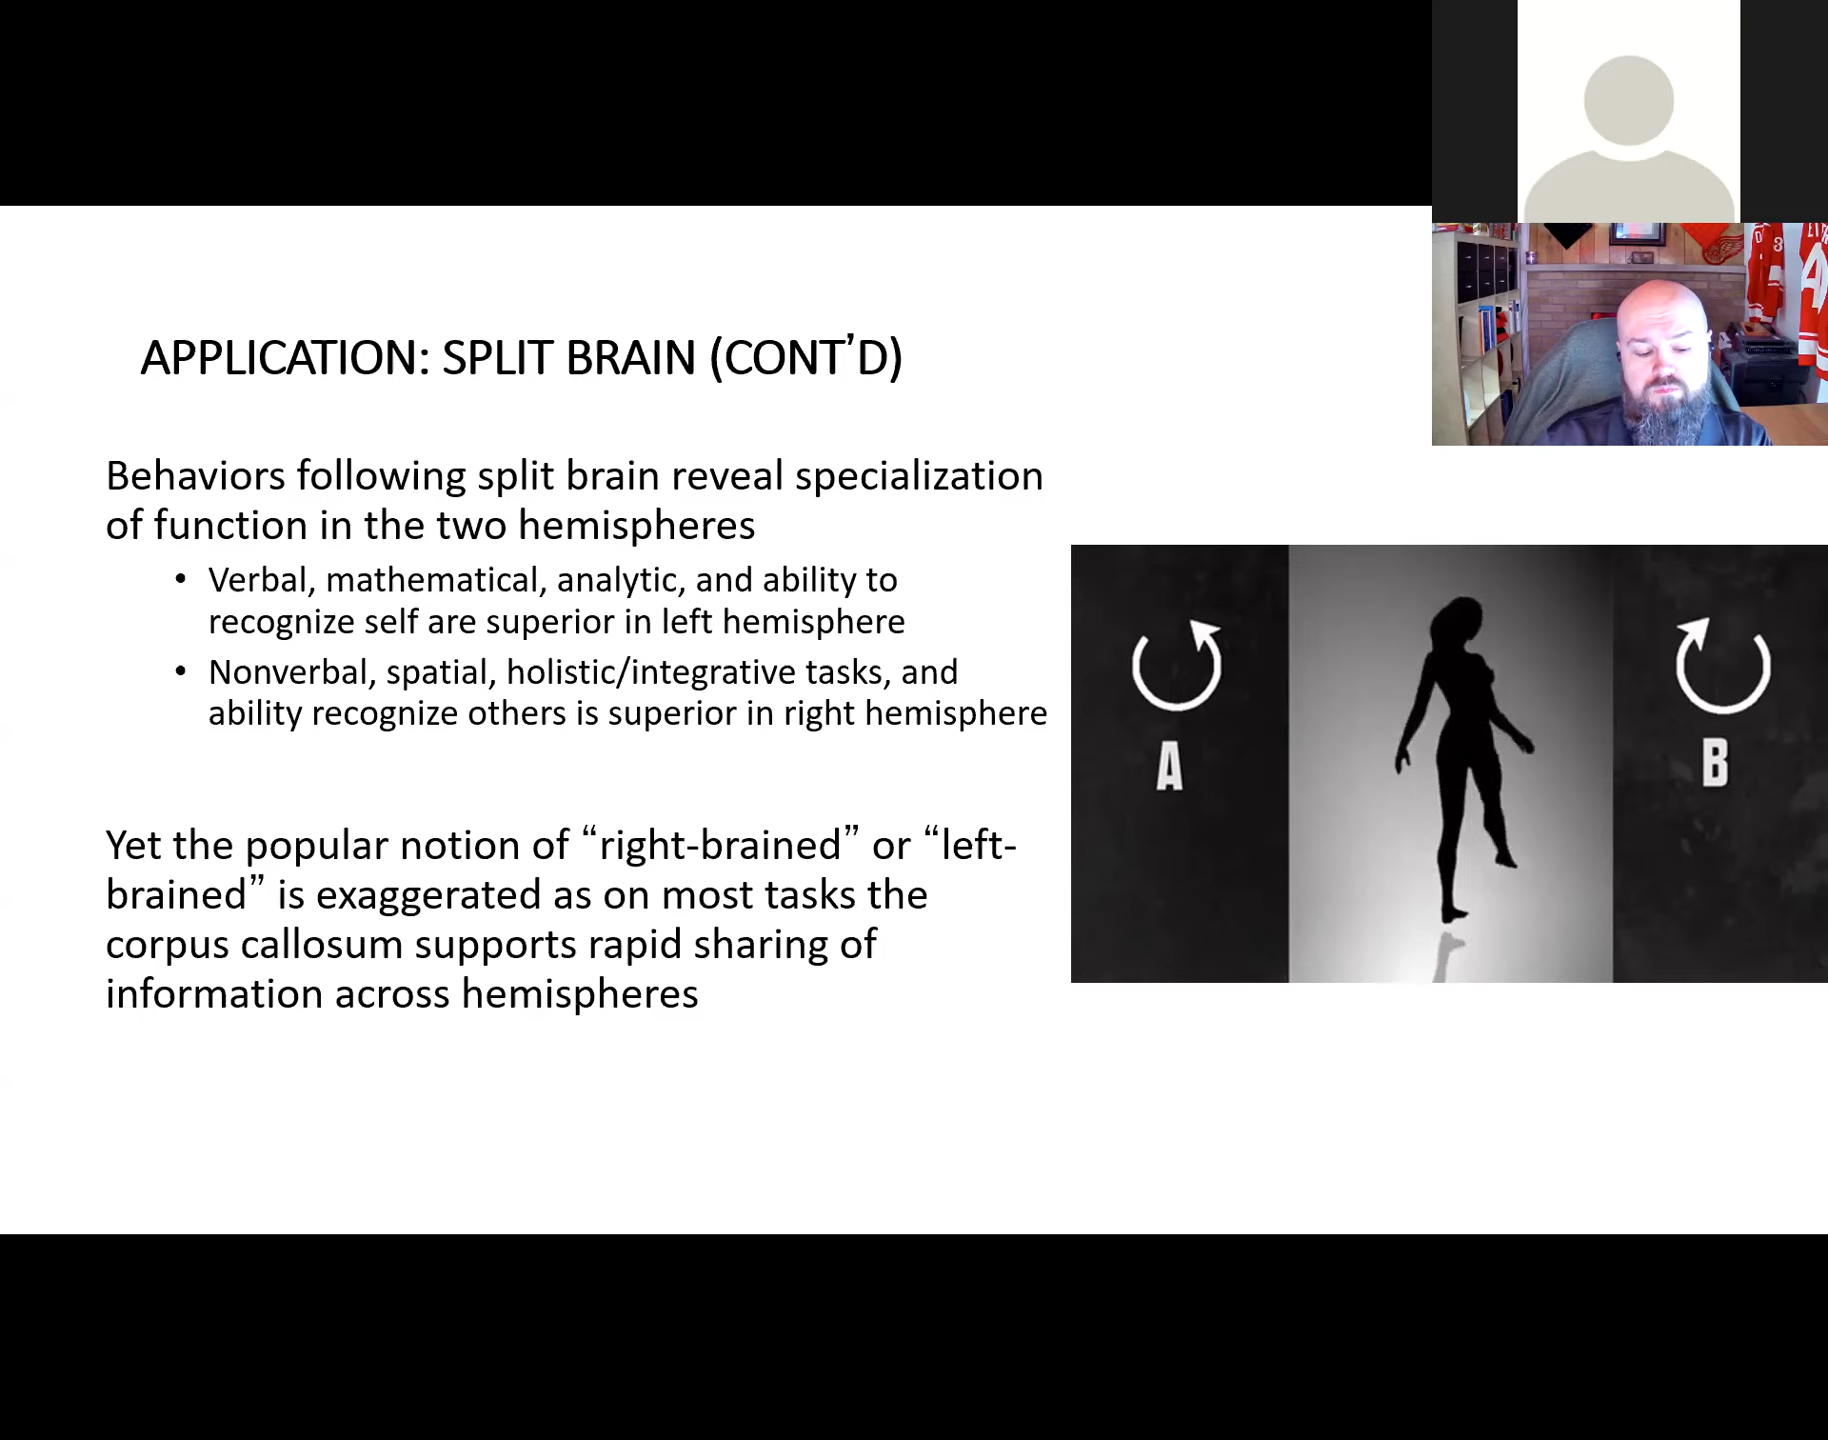 APPLICATION: SPLIT BRAIN (CONT’D)
Behaviors following split brain reveal specialization
of function in the two hemispheres
• Verbal, mathematical, analytic, and ability to
recognize self are superior in left hemisphere
• Nonverbal, spatial, holistic/integrative tasks, and
ability recognize others is superior in right hemisphere
Yet the popular notion of “right-brained” or “left-
brained” is exaggerated as on most tasks the
corpus callosum supports rapid sharing of
information across hemispheres
A
B